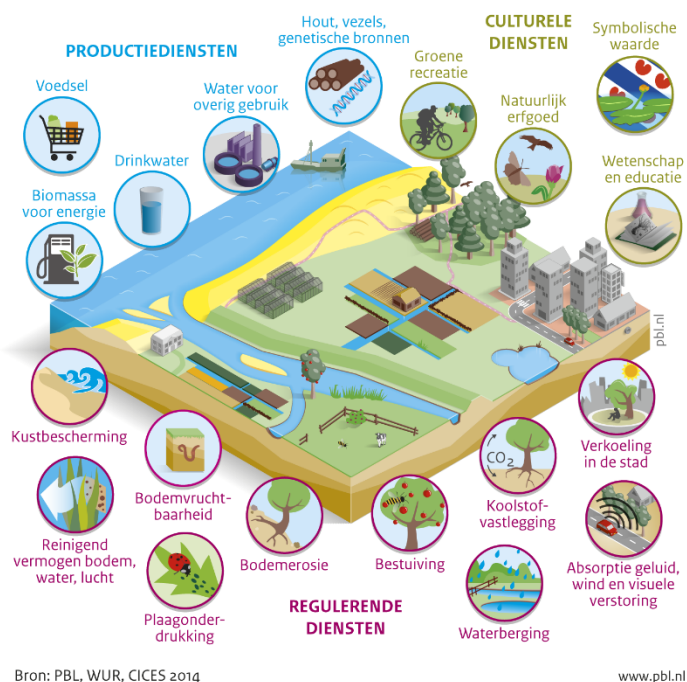 PRODUCTIEDIENSTEN
Voedsel
Drinkwater
Biomassa
voor energie
Water voor
overig gebruik
Hout, vezels,
genetische bronnen
CULTURELE
DIENSTEN
Groene
recreatie
Natuurlijk
erfgoed
Symbolische
waarde
Wetenschap
en educatie
pbl.nl
Kustbescherming
Reinigend
vermogen bodem,
water, lucht
Bodemvrucht-
baarheid
Plaagonder-
drukking
Bodemerosie
REGULERENDE
DIENSTEN
Bestuiving
CO2
Koolstof-
vastlegging
Waterberging
Verkoeling
in de stad
Absorptie geluid,
wind en visuele
verstoring
Bron: PBL, WUR, CICES 2014
www.pbl.nl